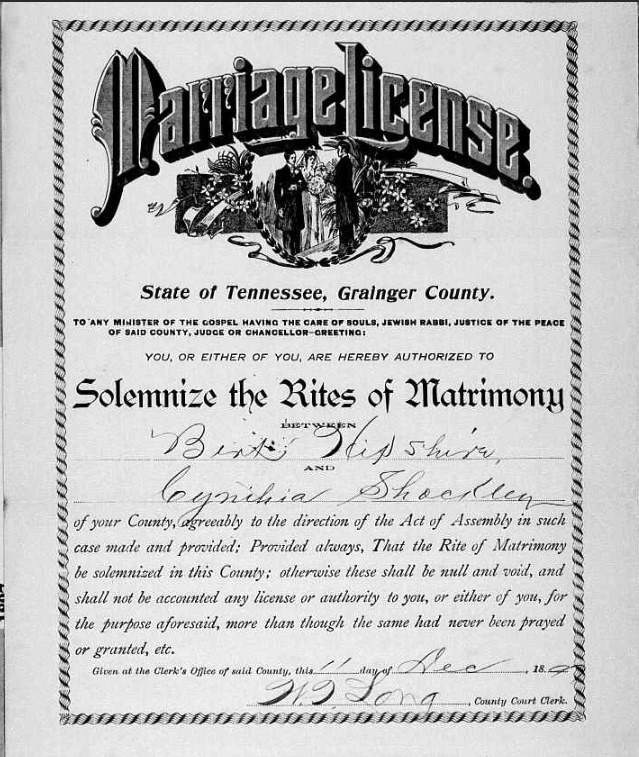 Marriage License.
State of Tennessee, Grainger County.
TO ANY MINISTER OF THE GOSPEL HAVING THE CARE OF SOULS, JEWISH RABBI, JUSTICE OF THE PEACE
OF SAID COUNTY, JUDGE OR CHANCELLOR—GREETING:
YOU, OR EITHER OF YOU, ARE HEREBY AUTHORIZED TO
Solemnize the Rites of Matrimony
BETWEEN
Hipshire,
AND
Cynthia Shockley
of your County, agreeably to the direction of the Act of Assembly in such
case made and provided; Provided always, That the Rite of Matrimony
be solemnized in this County; otherwise these shall be null and void, and
shall not be accounted any license or authority to you, or either of you, for
the purpose aforesaid, more than though the same had never been prayed
or granted, etc.
Given at the Clerk's Office of said County, this 11 day of Dec , 18
Long , County Court Clerk.